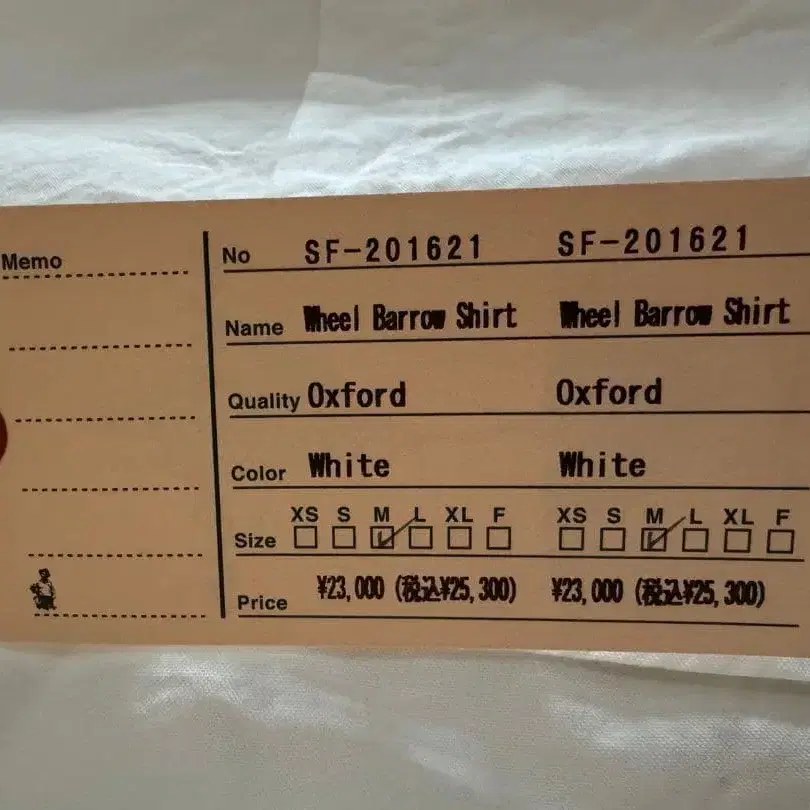 Memo
No SF-201621 SF-201621
Name Wheel Barrow Shirt Wheel Barrow Shirt
Quality Oxford Oxford
Color White White
XS S M L XL F XS S M L XL F
Size
Price ¥23,000 (税込¥25,300) ¥23,000 (税込¥25,300)